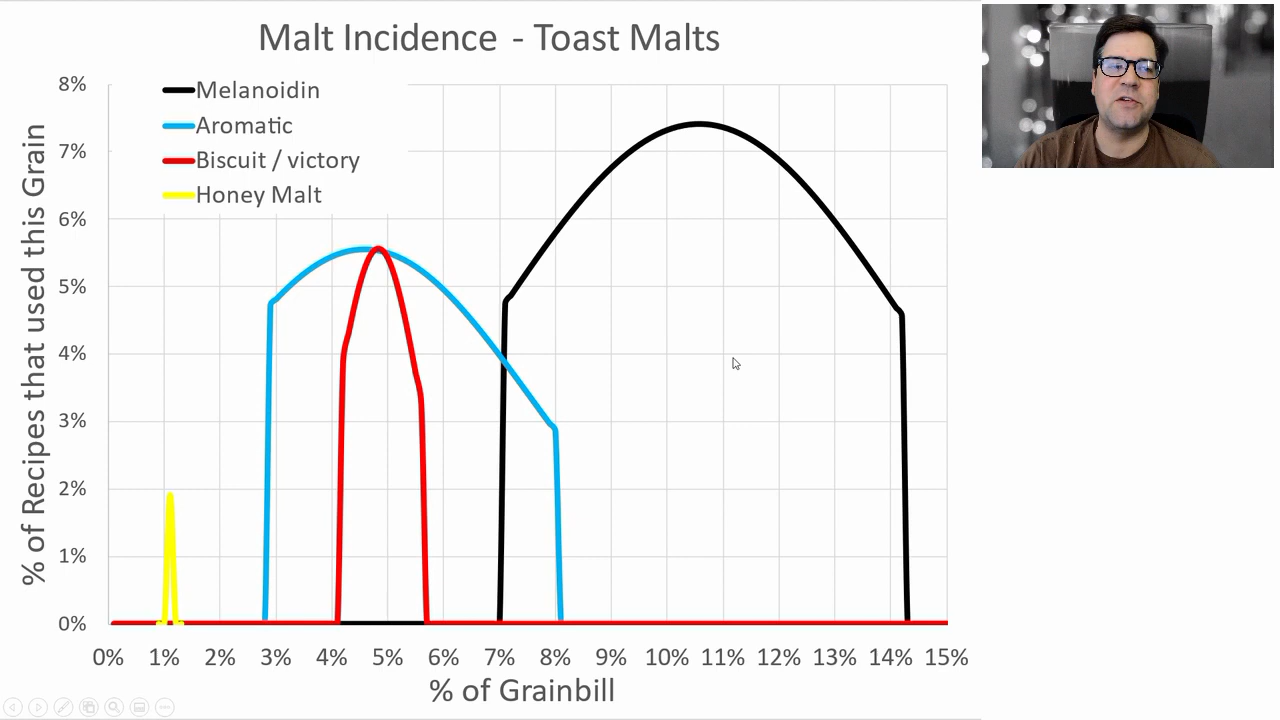 Malt Incidence - Toast Malts
Melanoidin
Aromatic
Biscuit / victory
Honey Malt
% of Recipes that used this Grain
8%
7%
6%
5%
4%
3%
2%
1%
0%
0% 1% 2% 3% 4% 5% 6% 7% 8% 9% 10% 11% 12% 13% 14% 15%
% of Grainbill